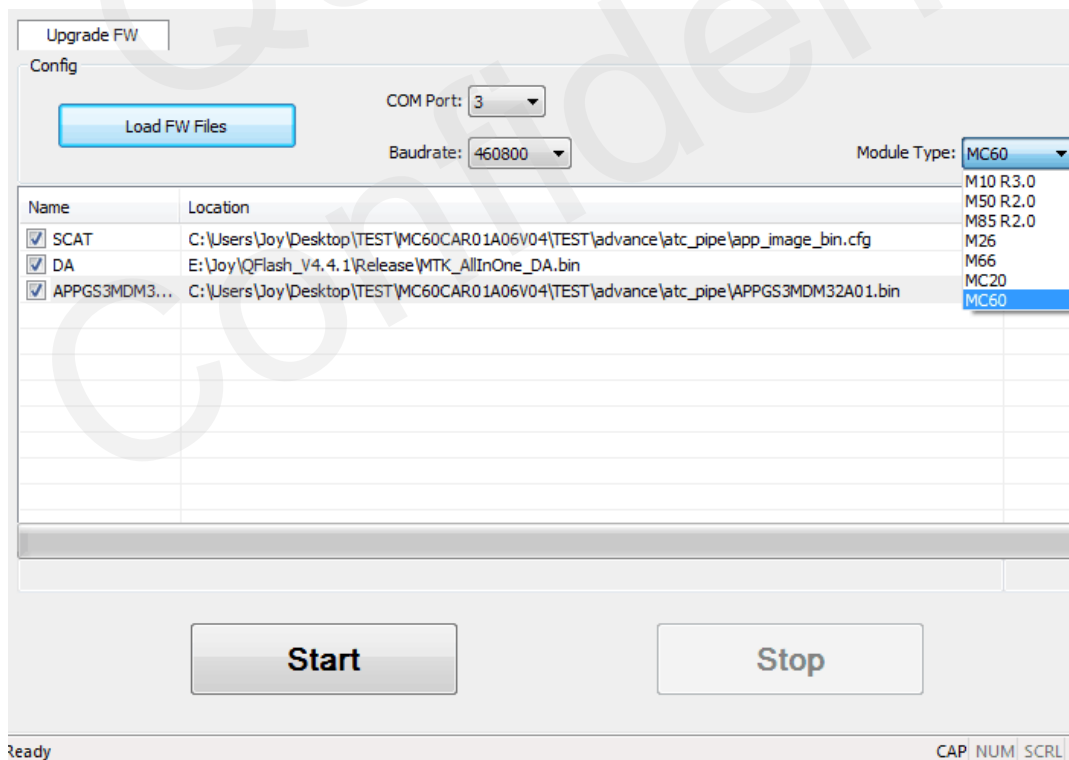 Upgrade FW
Config
Load FW Files
COM Port: 3
Baudrate: 460800
Module Type: MC60
M10 R3.0
M50 R2.0
M85 R2.0
M26
M66
MC20
MC60
Name Location
SCAT C:\Users\Joy\Desktop\TEST\MC60CAR01A06V04\TEST\advance\atc_pipe\app_image_bin.cfg
DA E:\Joy\QFlash_V4.4.1\Release\MTK_AllInOne_DA.bin
APPGS3MDM3... C:\Users\Joy\Desktop\TEST\MC60CAR01A06V04\TEST\advance\atc_pipe\APPGS3MDM32A01.bin
Start Stop
Ready CAP NUM SCRL